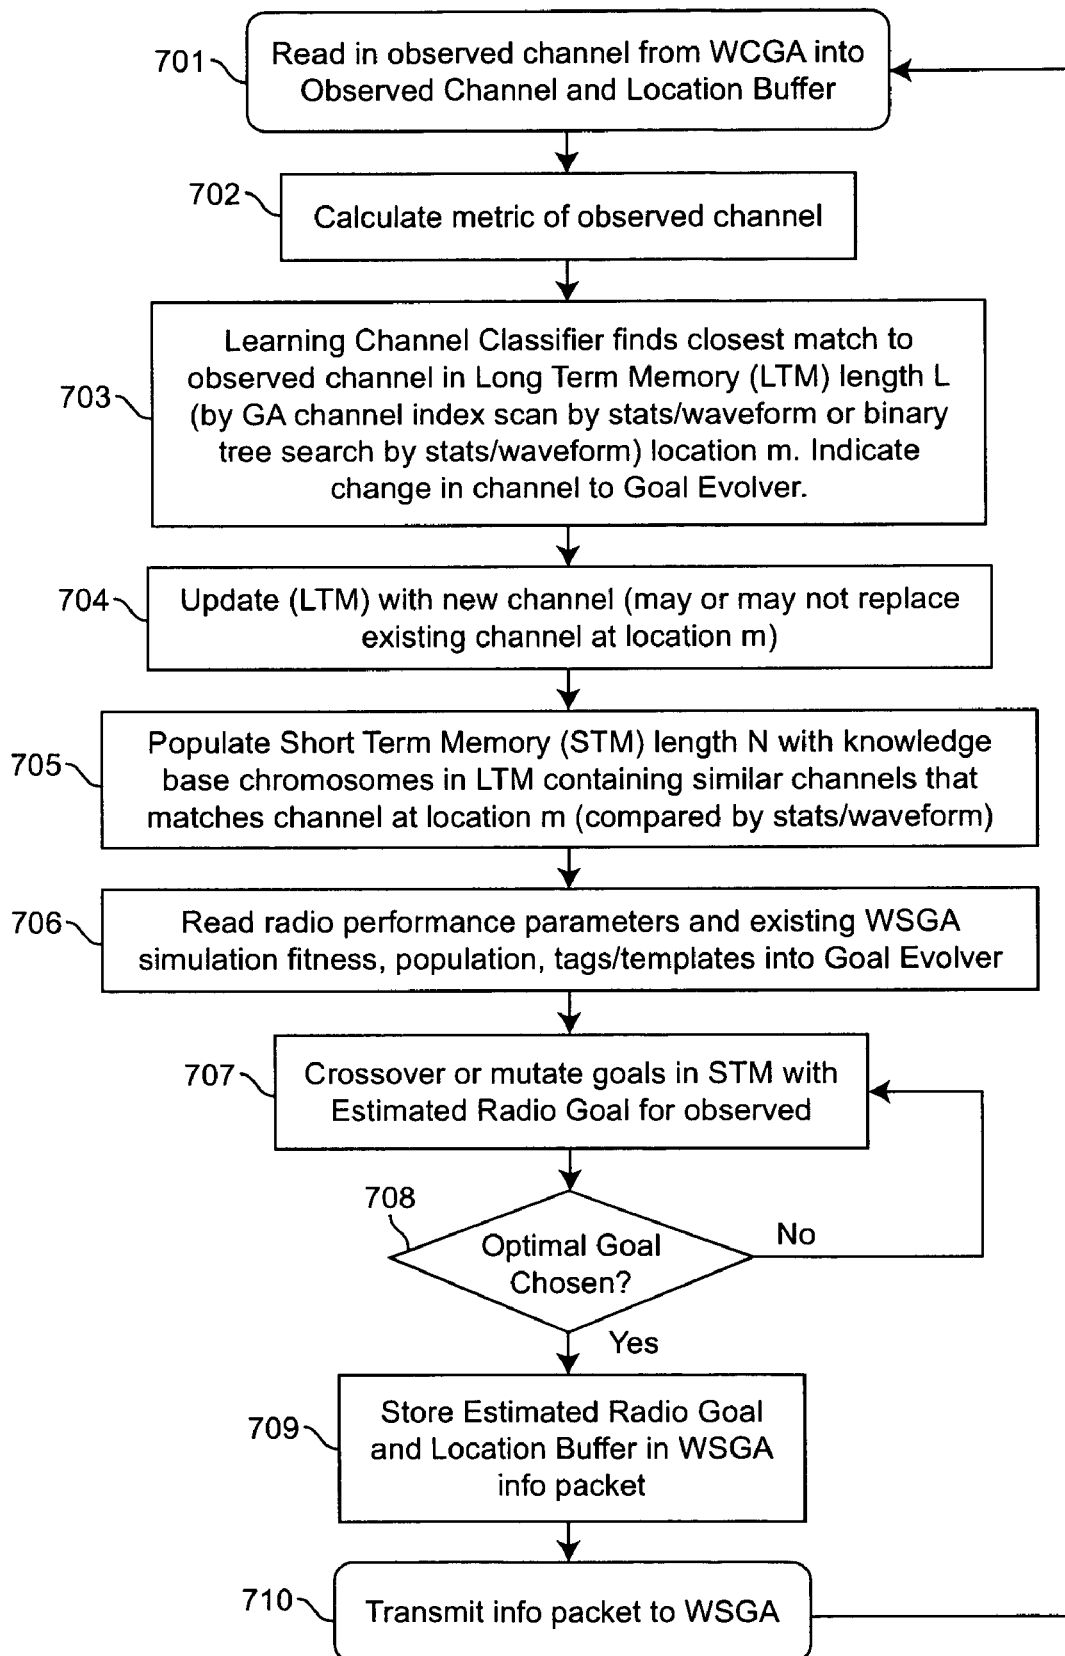 701
Read in observed channel from WCGA into
Observed Channel and Location Buffer
702
Calculate metric of observed channel
703
Learning Channel Classifier finds closest match to
observed channel in Long Term Memory (LTM) length L
(by GA channel index scan by stats/waveform or binary
tree search by stats/waveform) location m. Indicate
change in channel to Goal Evolver.
704
Update (LTM) with new channel (may or may not replace
existing channel at location m)
705
Populate Short Term Memory (STM) length N with knowledge
base chromosomes in LTM containing similar channels that
matches channel at location m (compared by stats/waveform)
706
Read radio performance parameters and existing WSGA
simulation fitness, population, tags/templates into Goal Evolver
707
Crossover or mutate goals in STM with
Estimated Radio Goal for observed
708
Optimal Goal
Chosen?
No
Yes
709
Store Estimated Radio Goal
and Location Buffer in WSGA
info packet
710
Transmit info packet to WSGA